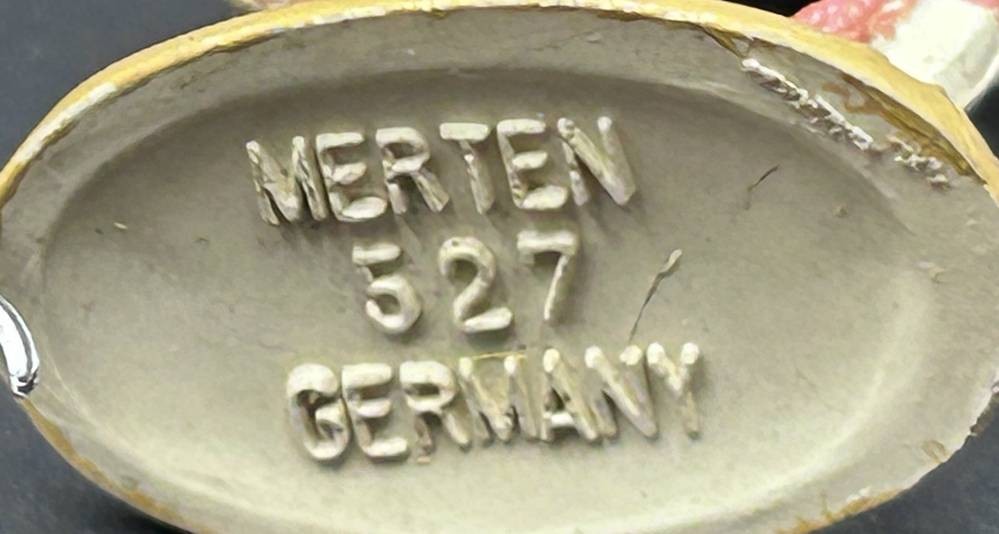 MERTEN
527
GERMANY